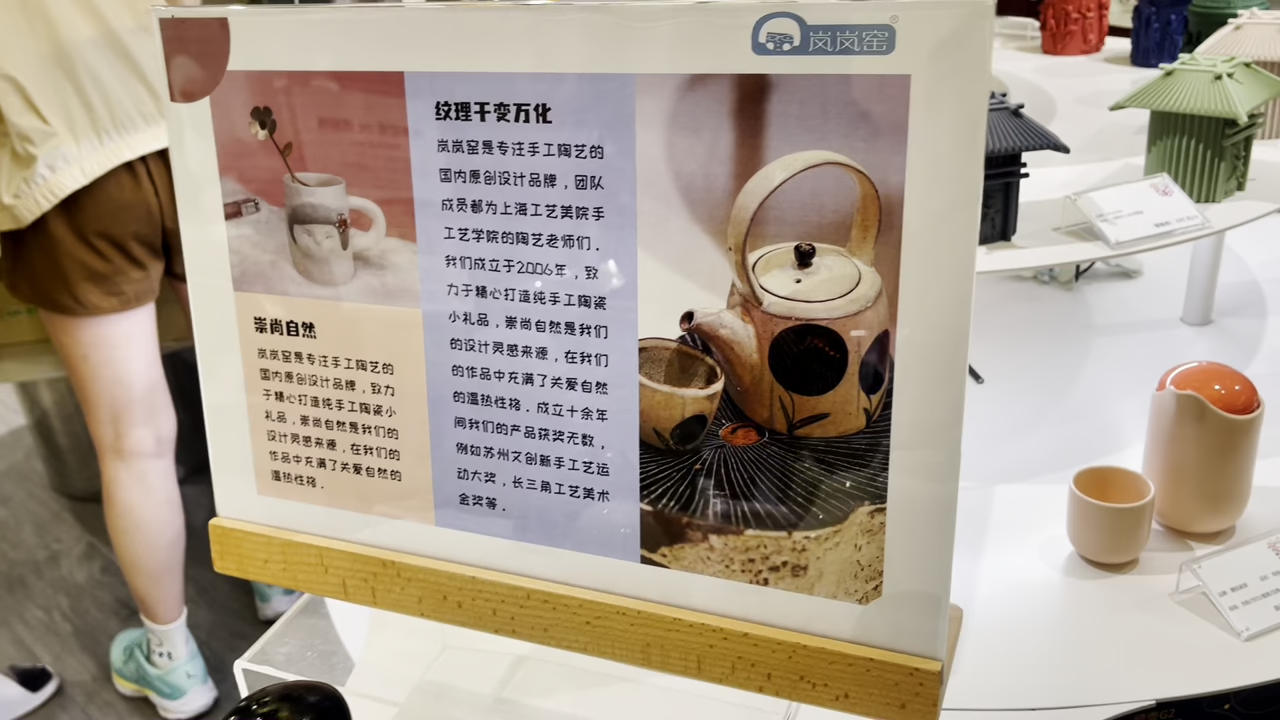 岚岚窑®
纹理千变万化
岚岚窑是专注手工陶艺的
国内原创设计品牌，团队
成员都为上海工艺美院手
工艺学院的陶艺老师们．
我们成立于2006年，致
力于精心打造纯手工陶瓷
小礼品，崇尚自然是我们
的设计灵感来源，在我们
的作品中充满了关爱自然
的温热性格．成立十余年
间我们的产品获奖无数，
例如苏州文创新手工艺运
动大奖，长三角工艺美术
金奖等．
崇尚自然
岚岚窑是专注手工陶艺的
国内原创设计品牌，致力
于精心打造纯手工陶瓷小
礼品，崇尚自然是我们的
设计灵感来源，在我们的
作品中充满了关爱自然的
温热性格．